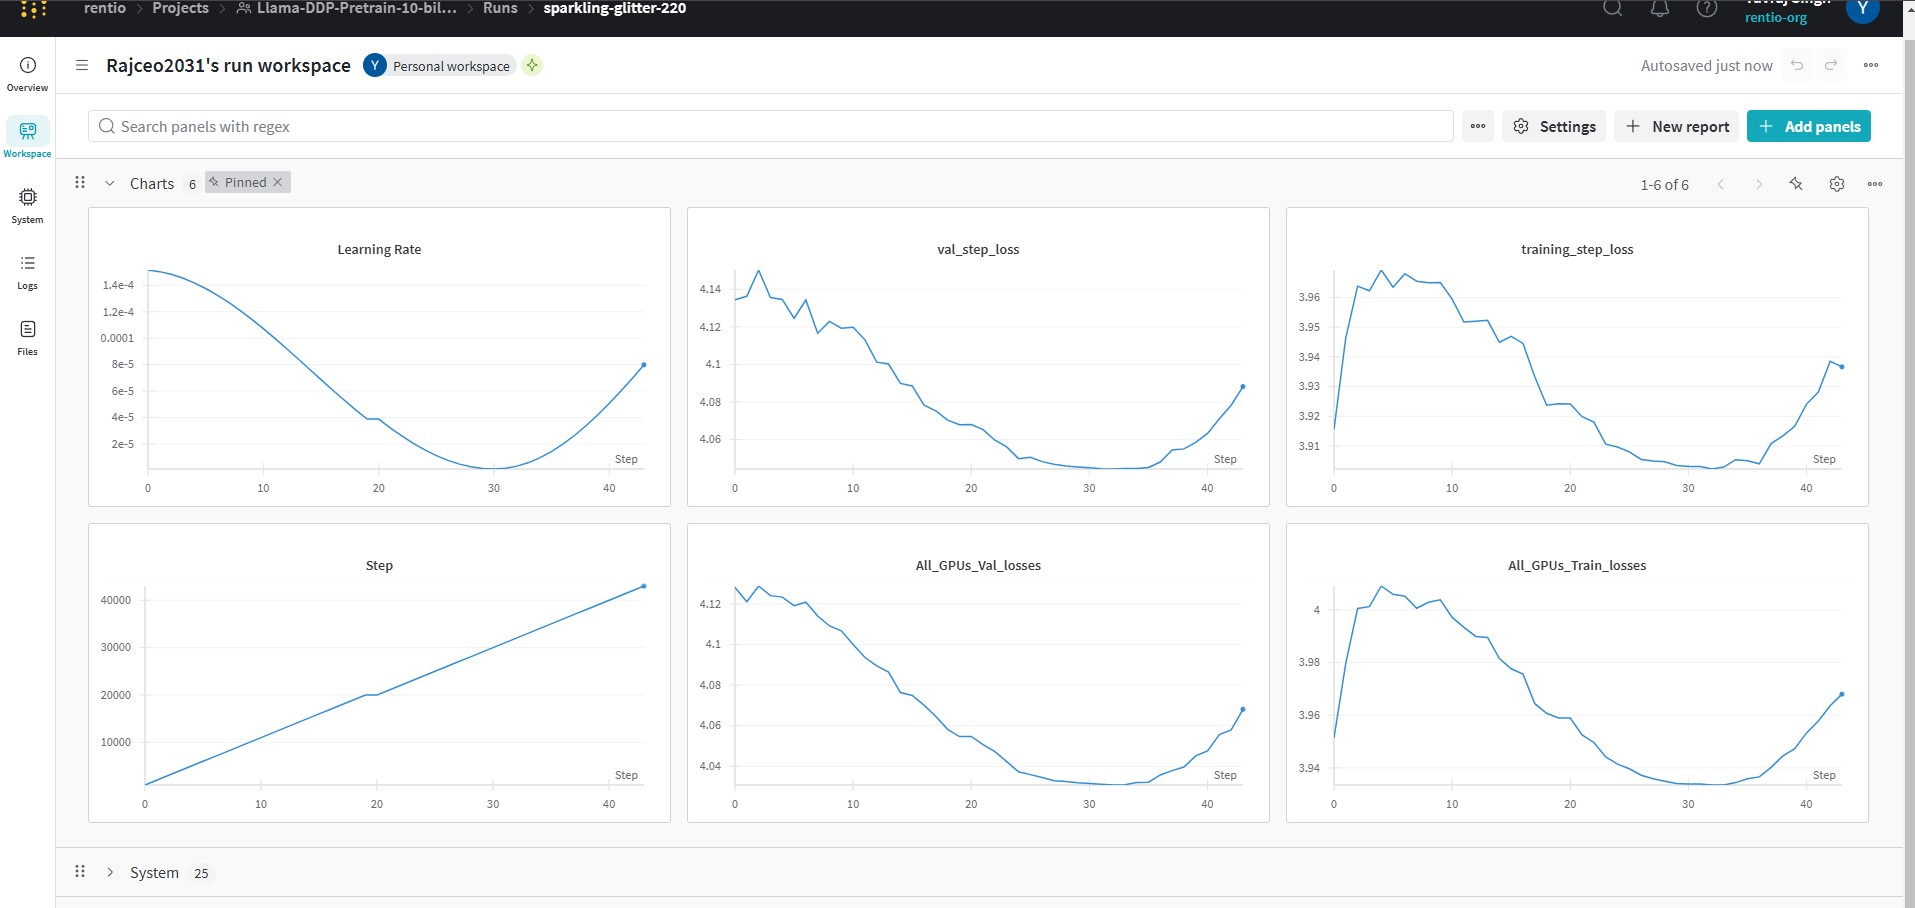 rentio > Projects > Llama-DDP-Pretrain-10-bil... > Runs > sparkling-glitter-220
rentio-org
Y
Overview
Workspace
System
Logs
Files
Rajceo2031's run workspace Y Personal workspace
Autosaved just now
Search panels with regex
Settings
New report
Add panels
Charts 6 Pinned
1-6 of 6
Learning Rate
1.4e-4
1.2e-4
0.0001
8e-5
6e-5
4e-5
2e-5
Step
0 10 20 30 40
val_step_loss
4.14
4.12
4.1
4.08
4.06
Step
0 10 20 30 40
training_step_loss
3.96
3.95
3.94
3.93
3.92
3.91
Step
0 10 20 30 40
Step
40000
30000
20000
10000
Step
0 10 20 30 40
All_GPUs_Val_losses
4.12
4.1
4.08
4.06
4.04
Step
0 10 20 30 40
All_GPUs_Train_losses
4
3.98
3.96
3.94
Step
0 10 20 30 40
System 25